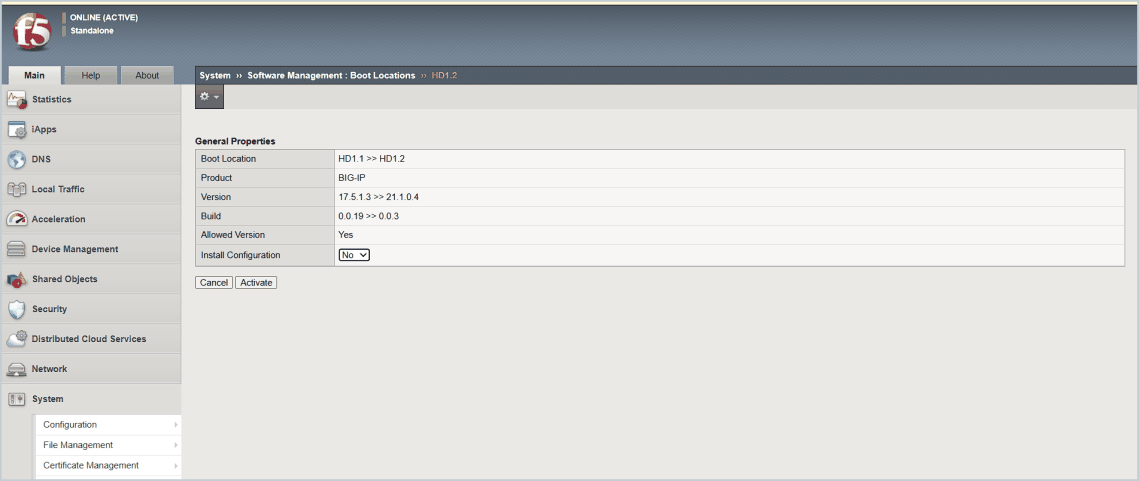 f5
ONLINE (ACTIVE)
Standalone
Main Help About
System ›› Software Management : Boot Locations ›› HD1.2
Statistics
iApps
DNS
Local Traffic
Acceleration
Device Management
Shared Objects
Security
Distributed Cloud Services
Network
System
Configuration
File Management
Certificate Management
General Properties
Boot Location HD1.1 >> HD1.2
Product BIG-IP
Version 17.5.1.3 >> 21.1.0.4
Build 0.0.19 >> 0.0.3
Allowed Version Yes
Install Configuration No
Cancel Activate